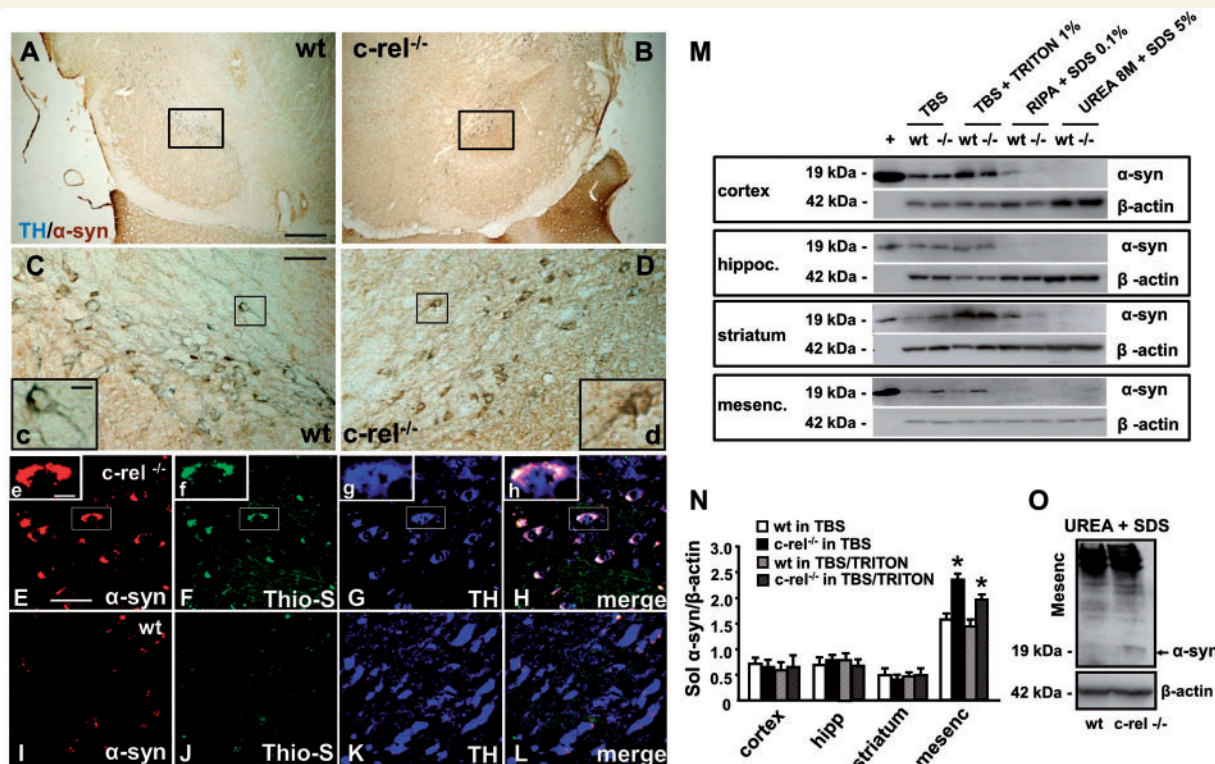 A wt
c-rel-/- B
TH/α-syn
C D
c wt
c-rel-/- d
e c-rel -/- f g h
E α-syn F Thio-S G TH H merge
wt
I α-syn J Thio-S K TH L merge
M
TBS
TBS + TRITON 1%
RIPA + SDS 0.1%
UREA 8M + SDS 5%
+ wt -/- wt -/- wt -/- wt -/-
cortex
19 kDa - α-syn
42 kDa - β-actin
hippoc.
19 kDa - α-syn
42 kDa - β -actin
striatum
19 kDa - α-syn
42 kDa - β -actin
mesenc.
19 kDa - α-syn
42 kDa - β -actin
N
wt in TBS
c-rel-/- in TBS
wt in TBS/TRITON
c-rel-/- in TBS/TRITON
Sol α-syn/β-actin
3.0
2.5
2.0
1.5
1.0
0.5
0
* *
cortex
hipp
striatum
mesenc
O
UREA + SDS
Mesenc
19 kDa - α-syn
42 kDa - β-actin
wt c-rel -/-